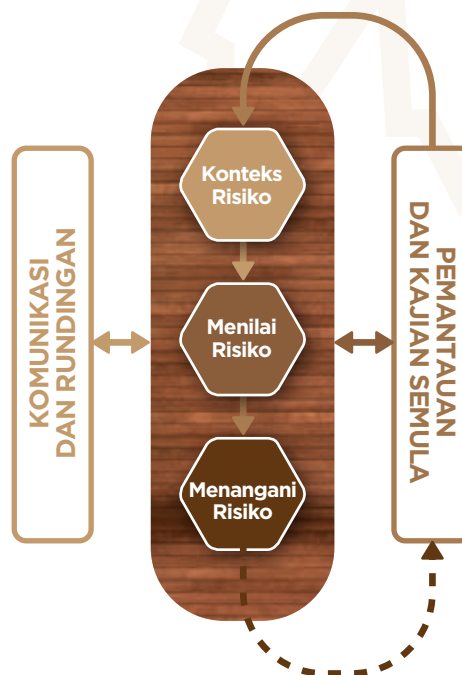 Konteks
Risiko
KOMUNIKASI
DAN RUNDINGAN
Menilai
Risiko
PEMANTAUAN
DAN KAJIAN SEMULA
Menangani
Risiko